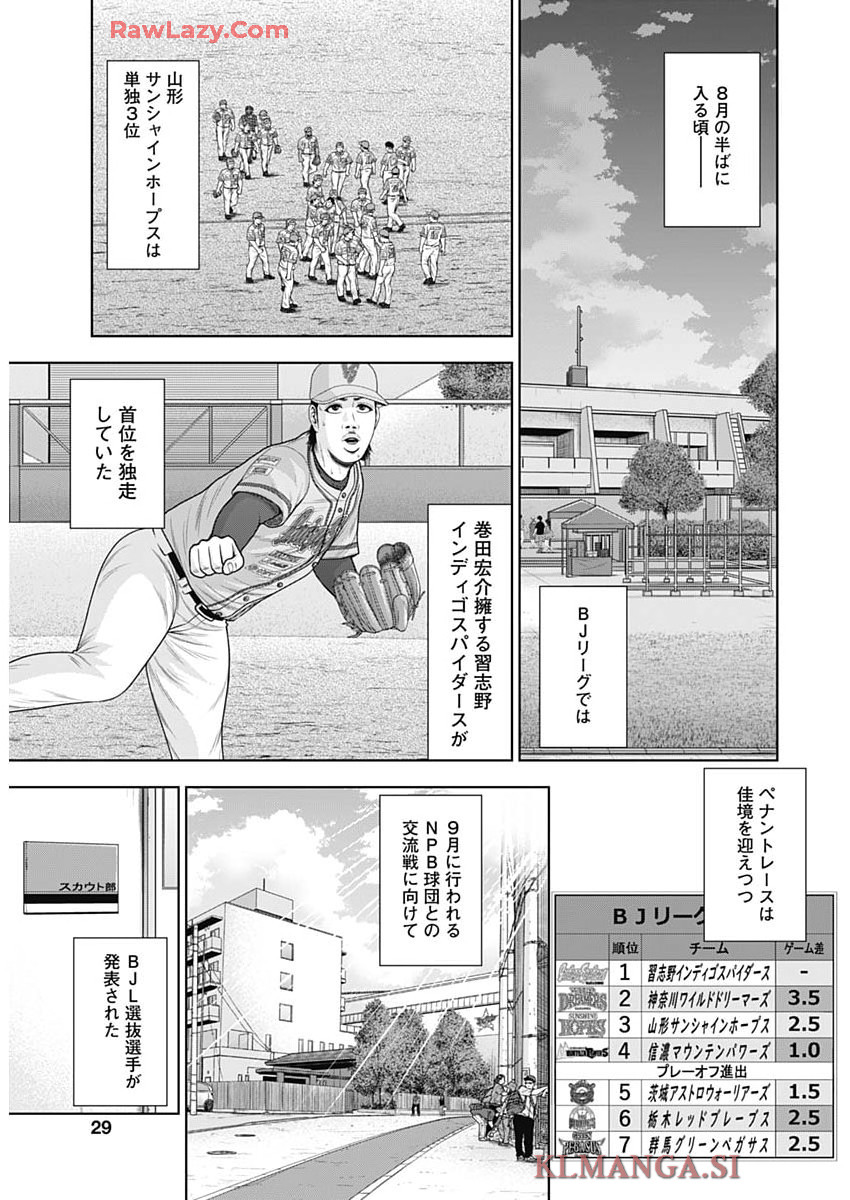 RawLazy.Com
8月の半ばに
入る頃――
山形
サンシャインホープスは
単独3位
BJリーグでは
巻田宏介擁する習志野
インディゴスパイダースが
首位を独走
していた
ペナントレースは
佳境を迎えつつ
BJリーグ
順位 チーム ゲーム差
1 習志野インディゴスパイダース -
2 神奈川ワイルドドリーマーズ 3.5
3 山形サンシャインホープス 2.5
4 信濃マウンテンパワーズ 1.0
プレーオフ進出
5 茨城アストロウォーリアーズ 1.5
6 栃木レッドブレーブス 2.5
7 群馬グリーンペガサス 2.5
9月に行われる
NPB球団との
交流戦に向けて
スカウト部
BJL選抜選手が
発表された
29
KLMANGA.SI